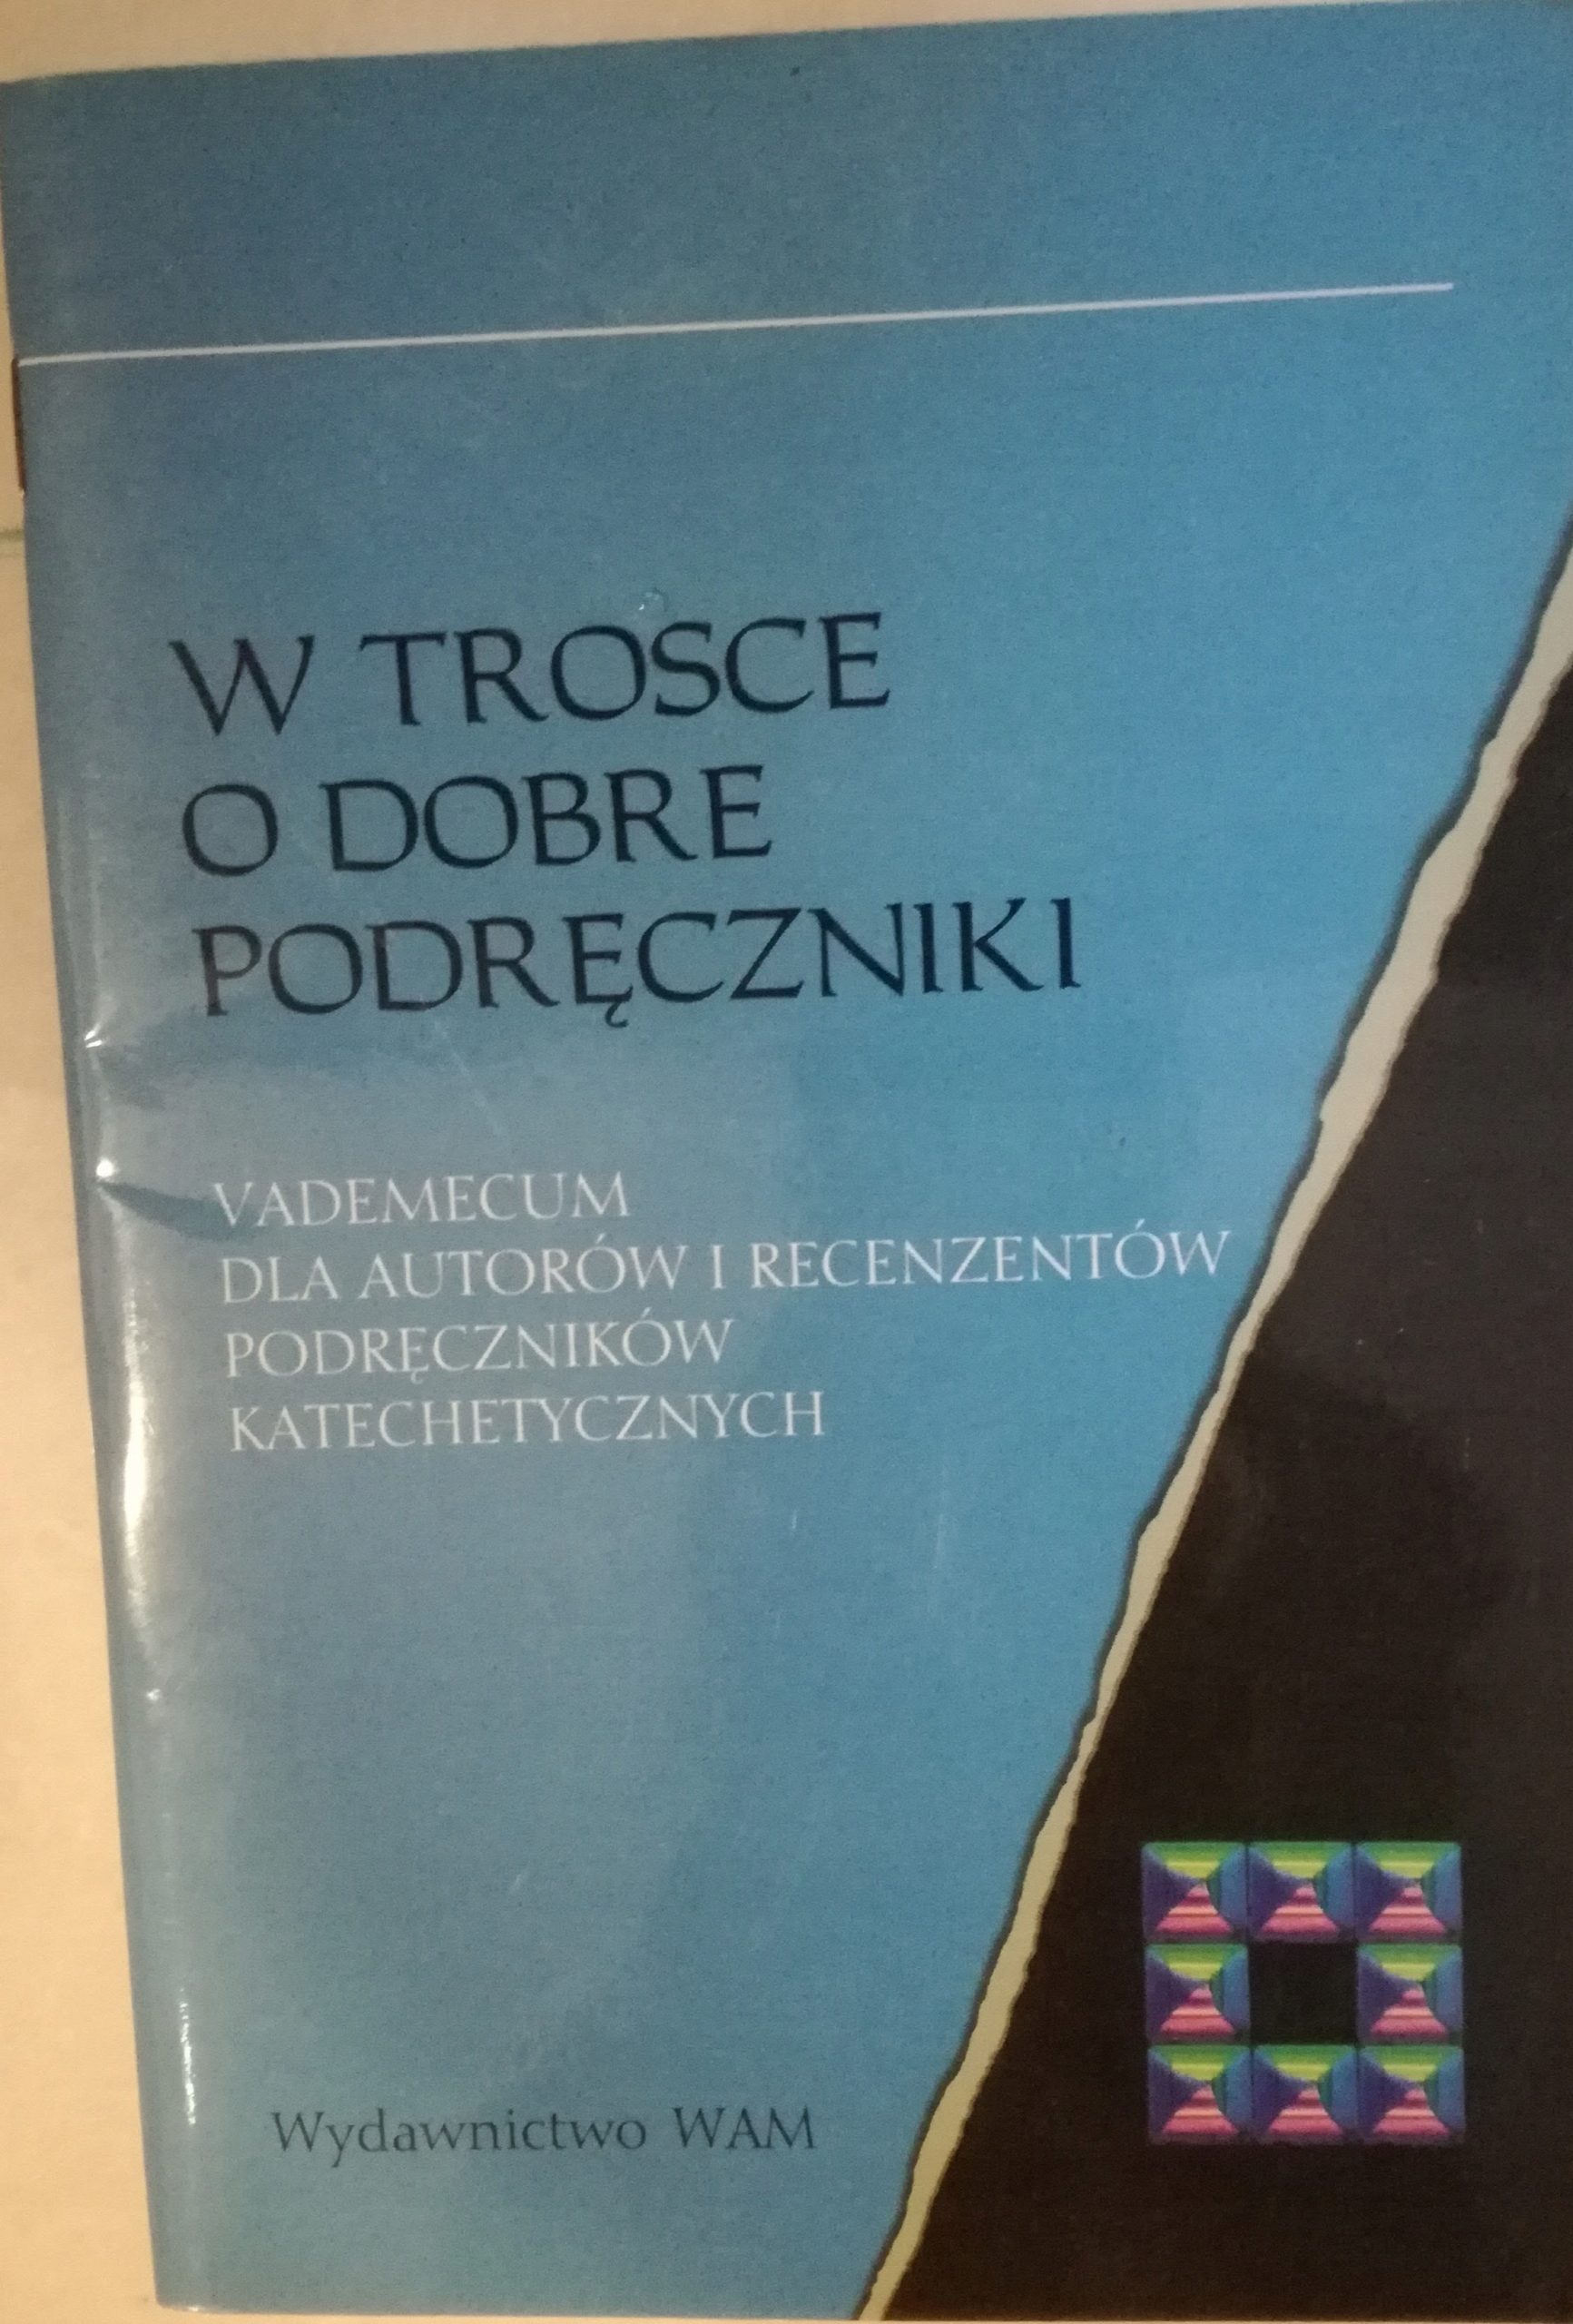 W TROSCE
O DOBRE
PODRĘCZNIKI
VADEMECUM
DLA AUTORÓW I RECENZENTÓW
PODRĘCZNIKÓW
KATECHETYCZNYCH
Wydawnictwo WAM